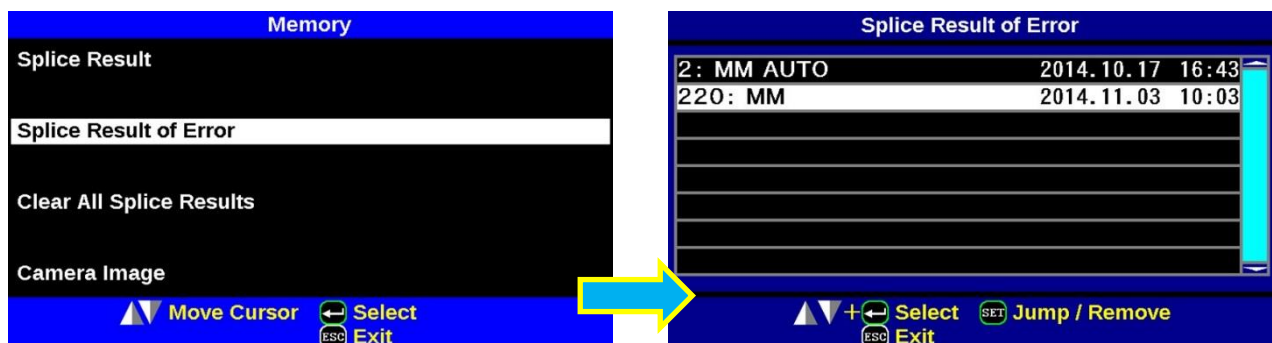 Memory
Splice Result
Splice Result of Error
Clear All Splice Results
Camera Image
Move Cursor Select
ESC Exit
Splice Result of Error
2: MM AUTO 2014.10.17 16:43
220: MM 2014.11.03 10:03
+ Select SET Jump / Remove
ESC Exit